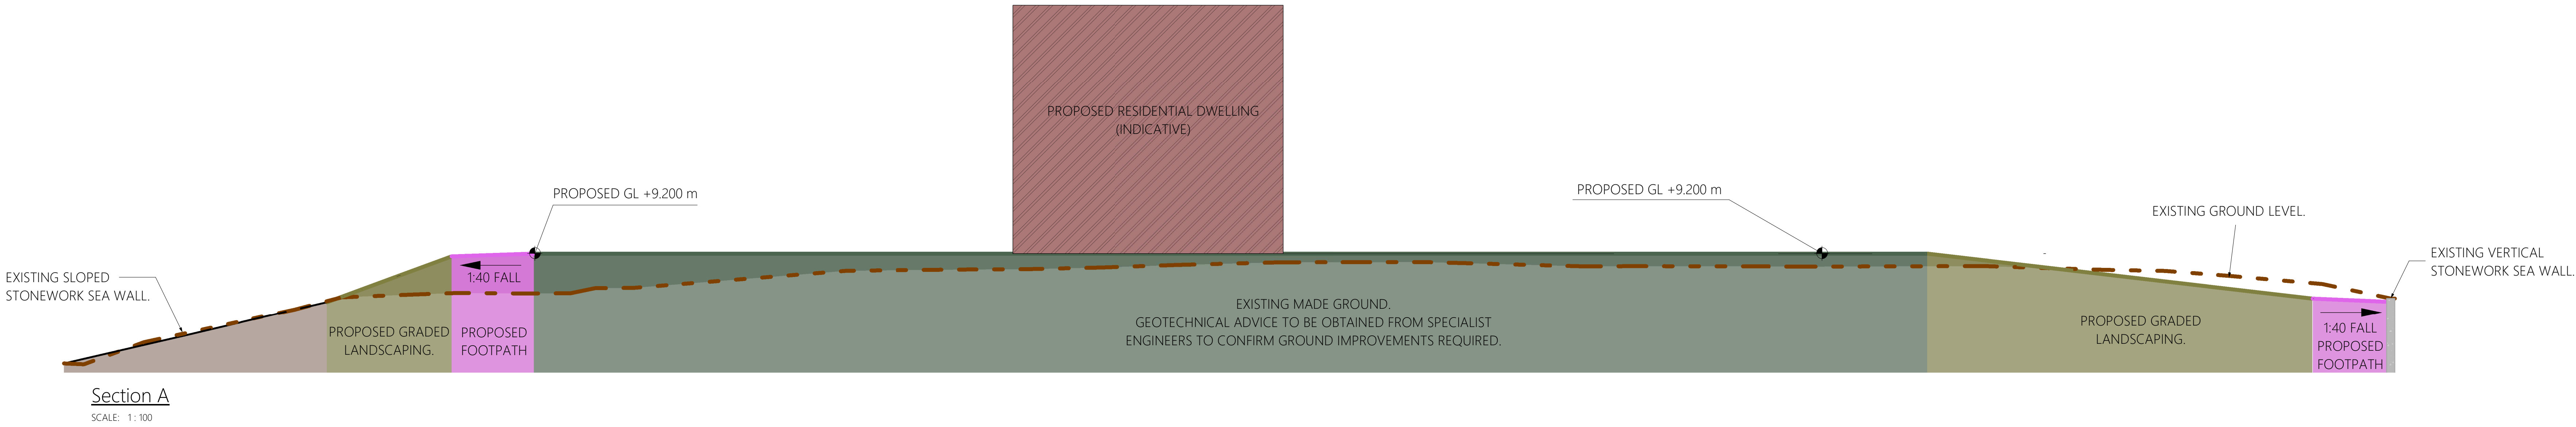 PROPOSED RESIDENTIAL DWELLING
(INDICATIVE)
PROPOSED GL +9.200 m
PROPOSED GL +9.200 m
EXISTING GROUND LEVEL.
EXISTING SLOPED
STONEWORK SEA WALL.
1:40 FALL
PROPOSED
FOOTPATH
PROPOSED GRADED
LANDSCAPING.
EXISTING MADE GROUND.
GEOTECHNICAL ADVICE TO BE OBTAINED FROM SPECIALIST
ENGINEERS TO CONFIRM GROUND IMPROVEMENTS REQUIRED.
PROPOSED GRADED
LANDSCAPING.
1:40 FALL
PROPOSED
FOOTPATH
EXISTING VERTICAL
STONEWORK SEA WALL.
Section A
SCALE: 1 : 100